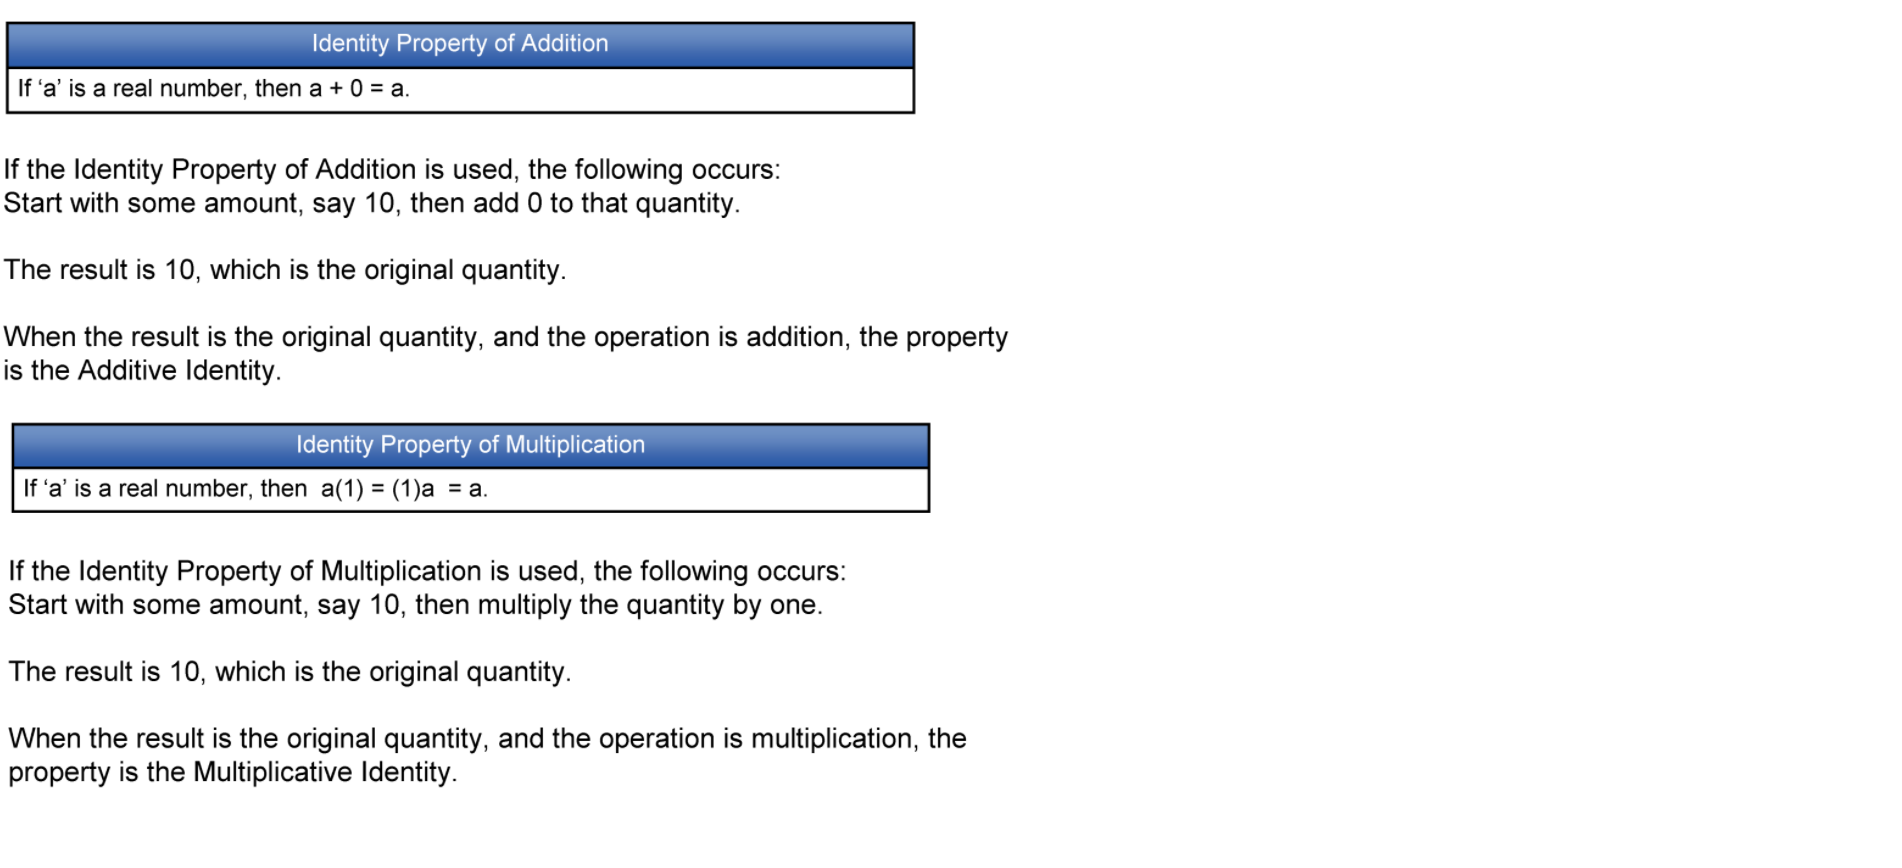 Identity Property of Addition
If ‘a’ is a real number, then a + 0 = a.
If the Identity Property of Addition is used, the following occurs:
Start with some amount, say 10, then add 0 to that quantity.
The result is 10, which is the original quantity.
When the result is the original quantity, and the operation is addition, the property
is the Additive Identity.
Identity Property of Multiplication
If ‘a’ is a real number, then  a(1) = (1)a  = a.
If the Identity Property of Multiplication is used, the following occurs:
Start with some amount, say 10, then multiply the quantity by one.
The result is 10, which is the original quantity.
When the result is the original quantity, and the operation is multiplication, the
property is the Multiplicative Identity.